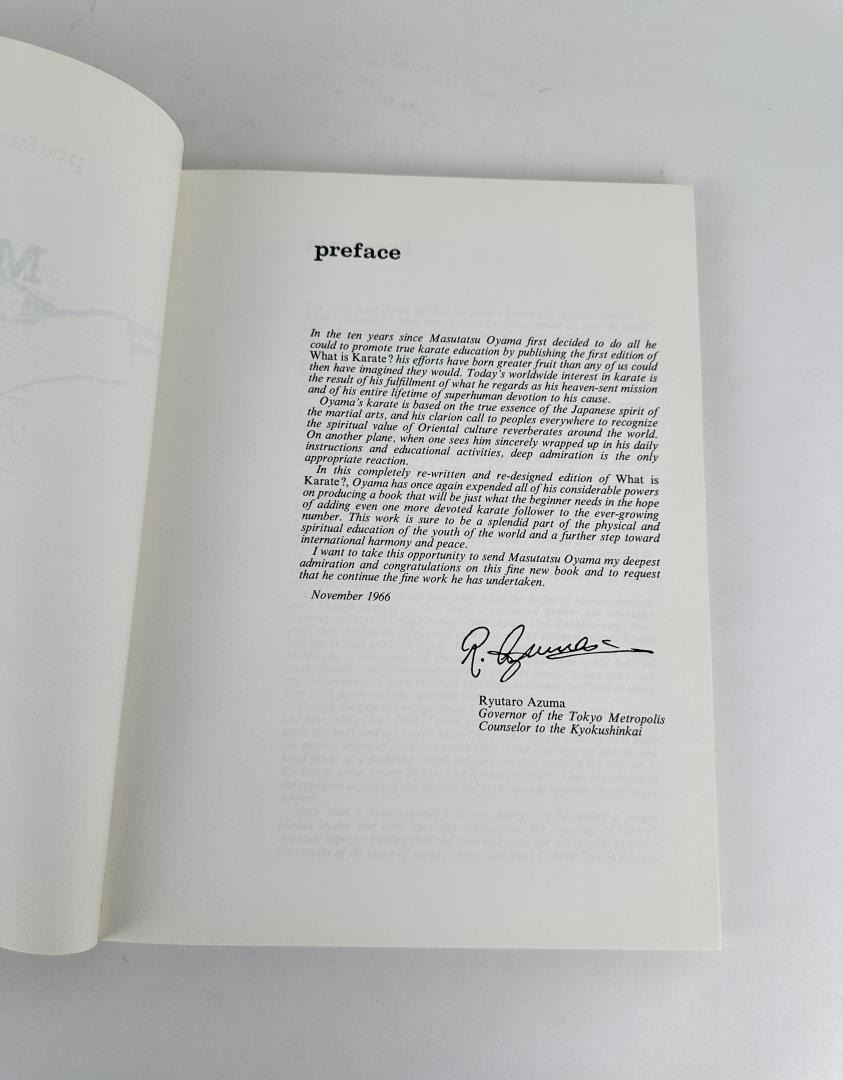 preface
In the ten years since Masutatsu Oyama first decided to do all he
could to promote true karate education by publishing the first edition of
What is Karate? his efforts have born greater fruit than any of us could
then have imagined they would. Today's worldwide interest in karate is
the result of his fulfillment of what he regards as his heaven-sent mission
and of his entire lifetime of superhuman devotion to his cause.
Oyama's karate is based on the true essence of the Japanese spirit of
the martial arts, and his clarion call to peoples everywhere to recognize
the spiritual value of Oriental culture reverberates around the world.
On another plane, when one sees him sincerely wrapped up in his daily
instructions and educational activities, deep admiration is the only
appropriate reaction.
In this completely re-written and re-designed edition of What is
Karate?, Oyama has once again expended all of his considerable powers
on producing a book that will be just what the beginner needs in the hope
of adding even one more devoted karate follower to the ever-growing
number. This work is sure to be a splendid part of the physical and
spiritual education of the youth of the world and a further step toward
international harmony and peace.
I want to take this opportunity to send Masutatsu Oyama my deepest
admiration and congratulations on this fine new book and to request
that he continue the fine work he has undertaken.
November 1966
R. Azuma
Ryutaro Azuma
Governor of the Tokyo Metropolis
Counselor to the Kyokushinkai